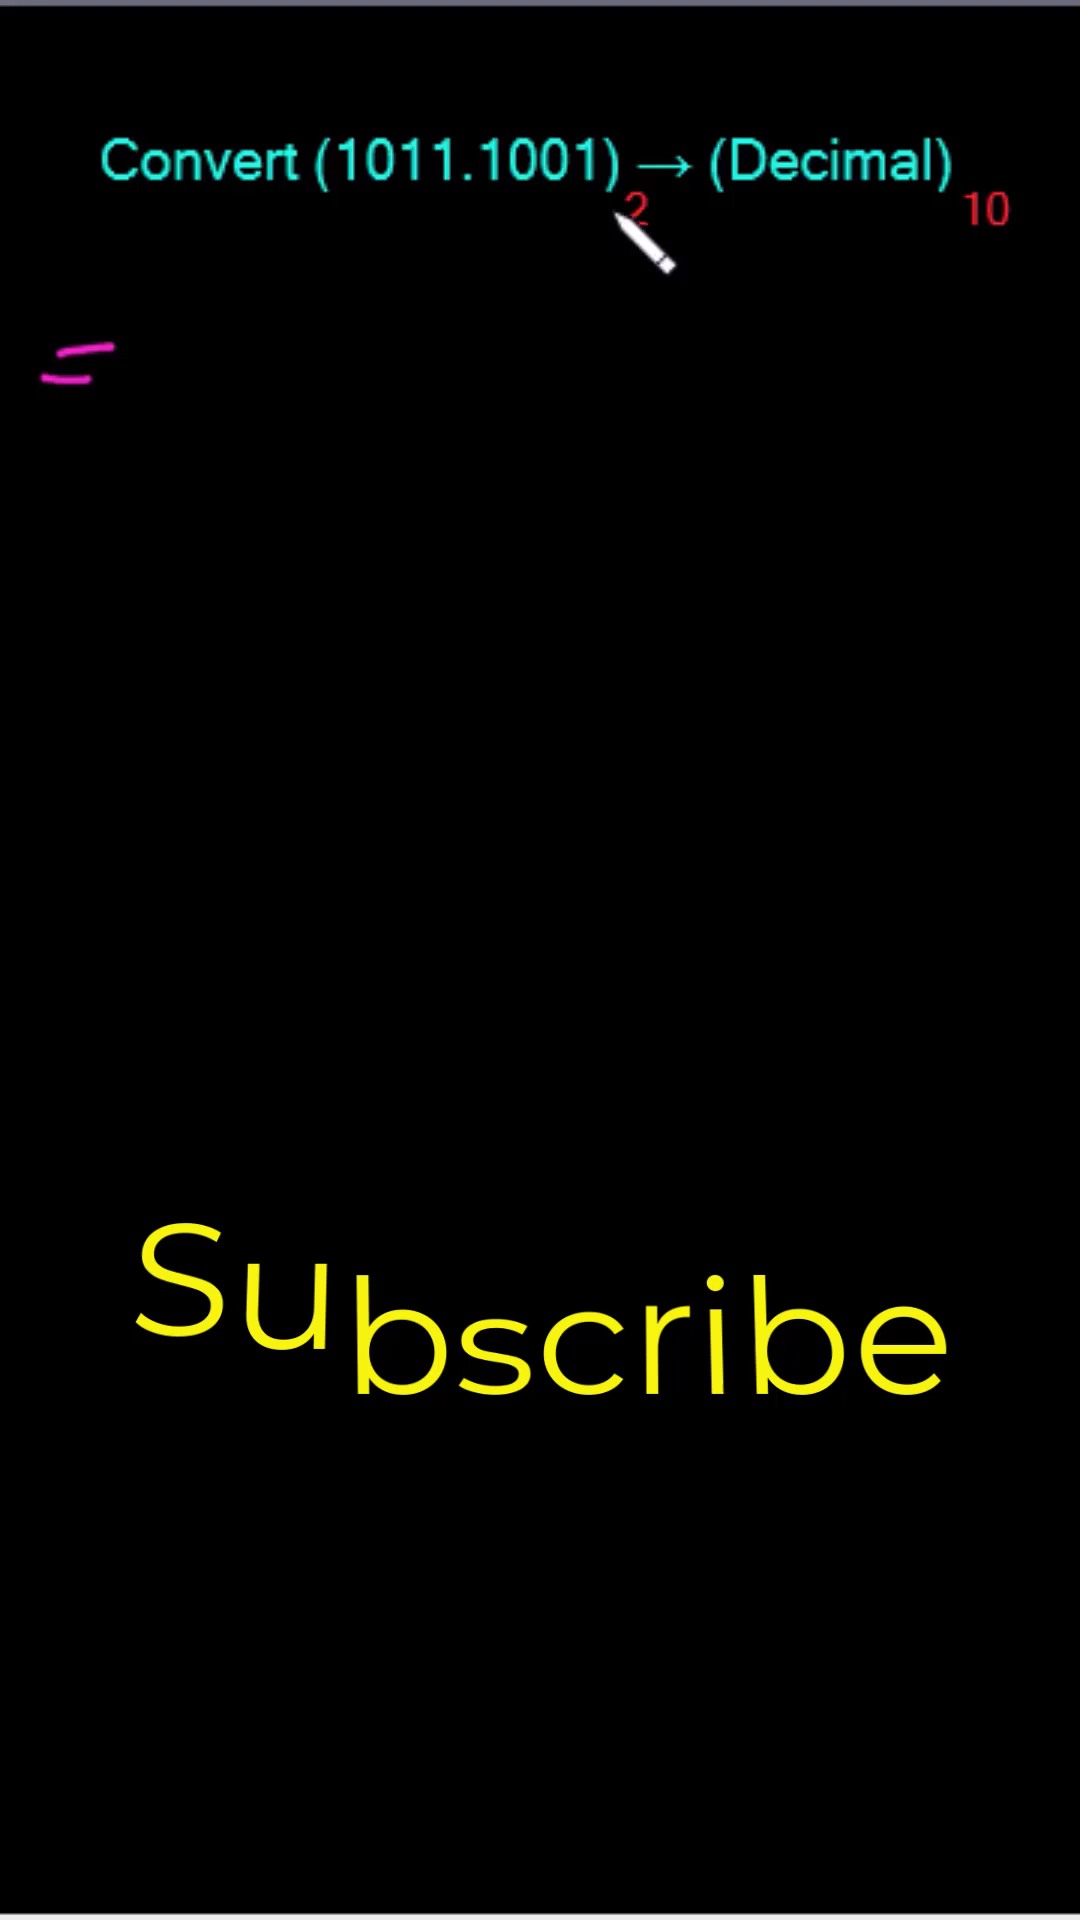 Convert (1011.1001)2 → (Decimal)10
=
Subscribe